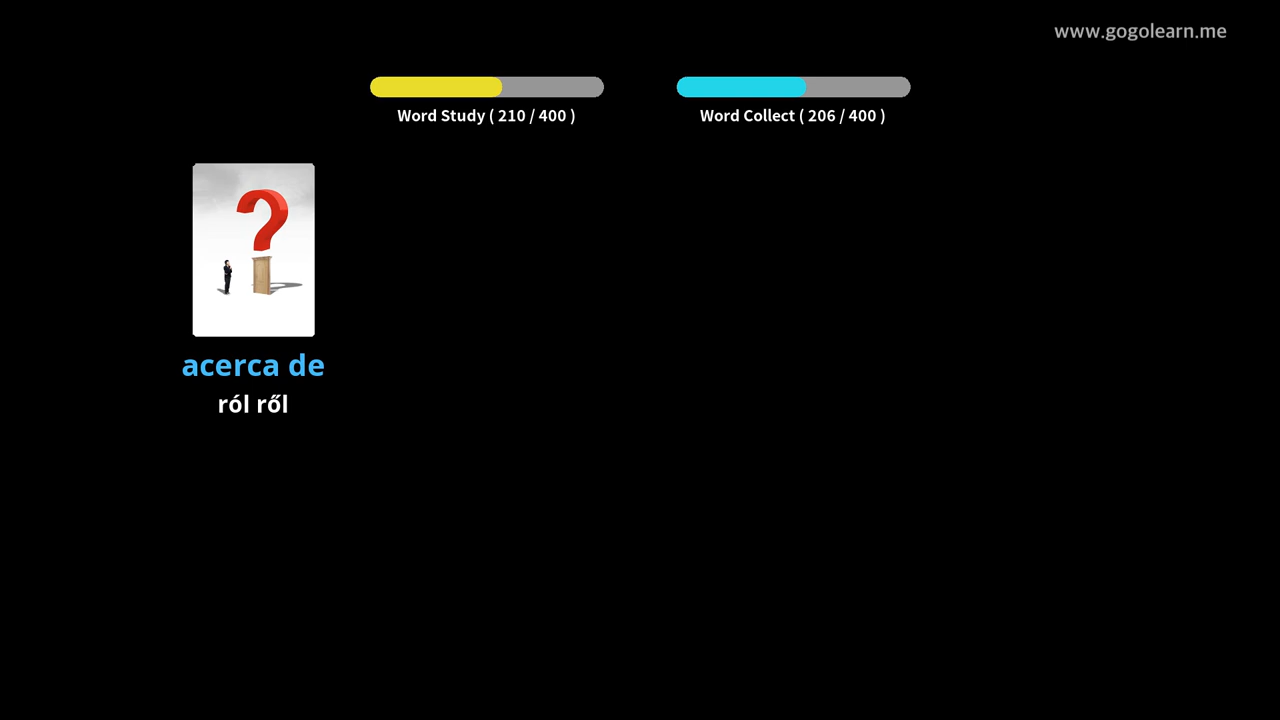 www.gogolearn.me
Word Study ( 210 / 400 )
Word Collect ( 206 / 400 )
acerca de
ról ről